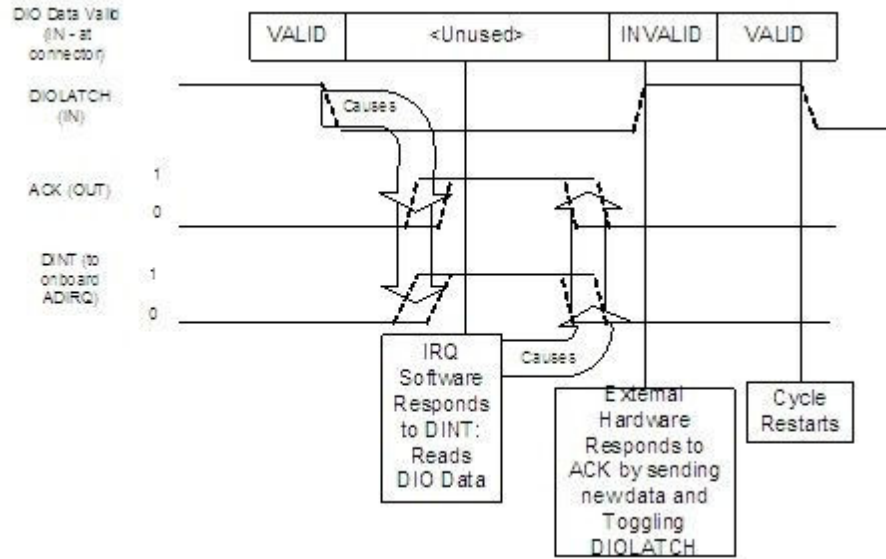 DIO Data Valid
(IN - at
connector)
VALID
<Unused>
INVALID
VALID
DIOLATCH
(IN)
Causes
ACK (OUT)
1
0
DINT (to
onboard
ADIRQ)
1
0
IRQ
Software
Responds
to DINT:
Reads
DIO Data
Causes
External
Hardware
Responds to
ACK by sending
newdata and
Toggling
DIOLATCH
Cycle
Restarts